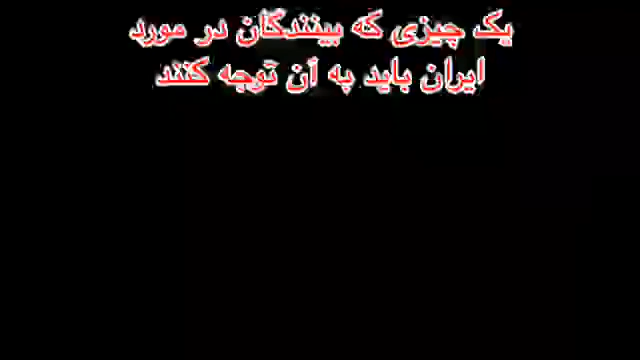 یک چیزی که بینندگان در مورد
ایران باید به آن توجه کنند